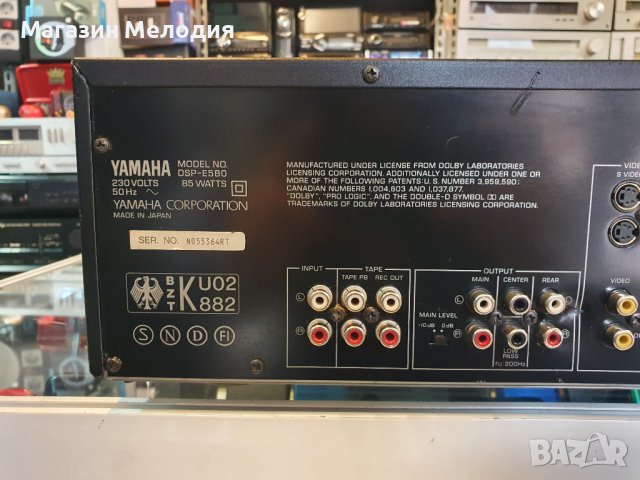 Магазин Мелодия
YAMAHA
MODEL NO.
DSP-E580
230 VOLTS
50Hz ~
85 WATTS
YAMAHA CORPORATION
MADE IN JAPAN
SER. NO. N055364RT
MANUFACTURED UNDER LICENSE FROM DOLBY LABORATORIES
LICENSING CORPORATION. ADDITIONALLY LICENSED UNDER ONE OR
MORE OF THE FOLLOWING PATENTS: U.S. NUMBER 3,959,590;
CANADIAN NUMBERS 1,004,603 AND 1,037,877.
"DOLBY", "PRO LOGIC", AND THE DOUBLE-D SYMBOL ARE
TRADEMARKS OF DOLBY LABORATORIES LICENSING CORPORATION.
BZT K U02
882
S N D FI
INPUT
TAPE
TAPE PB
REC OUT
L
R
OUTPUT
MAIN
CENTER
REAR
MAIN LEVEL
-10dB
0dB
L
R
L
R
LOW
PASS
fc 200Hz
S VIDEO
VIDEO
BAZAR